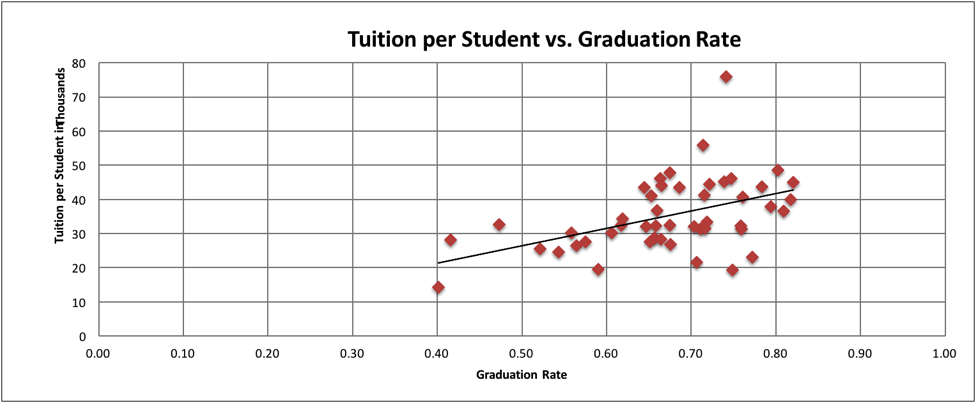 Tuition per Student vs. Graduation Rate
Tuition per Student in Thousands
80
70
60
50
40
30
20
10
0
0.00 0.10 0.20 0.30 0.40 0.50 0.60 0.70 0.80 0.90 1.00
Graduation Rate